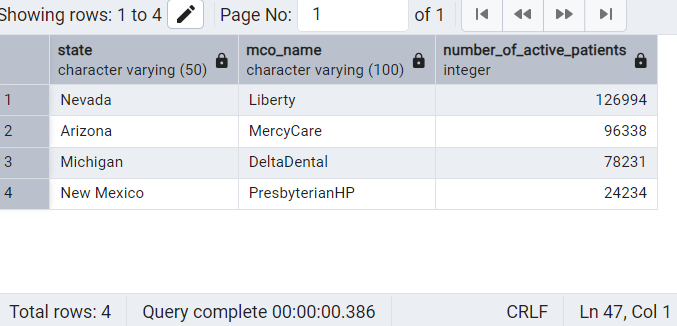 Showing rows: 1 to 4 Page No: 1 of 1
state mco_name number_of_active_patients
character varying (50) character varying (100) integer
1 Nevada Liberty 126994
2 Arizona MercyCare 96338
3 Michigan DeltaDental 78231
4 New Mexico PresbyterianHP 24234
Total rows: 4 Query complete 00:00:00.386 CRLF Ln 47, Col 1